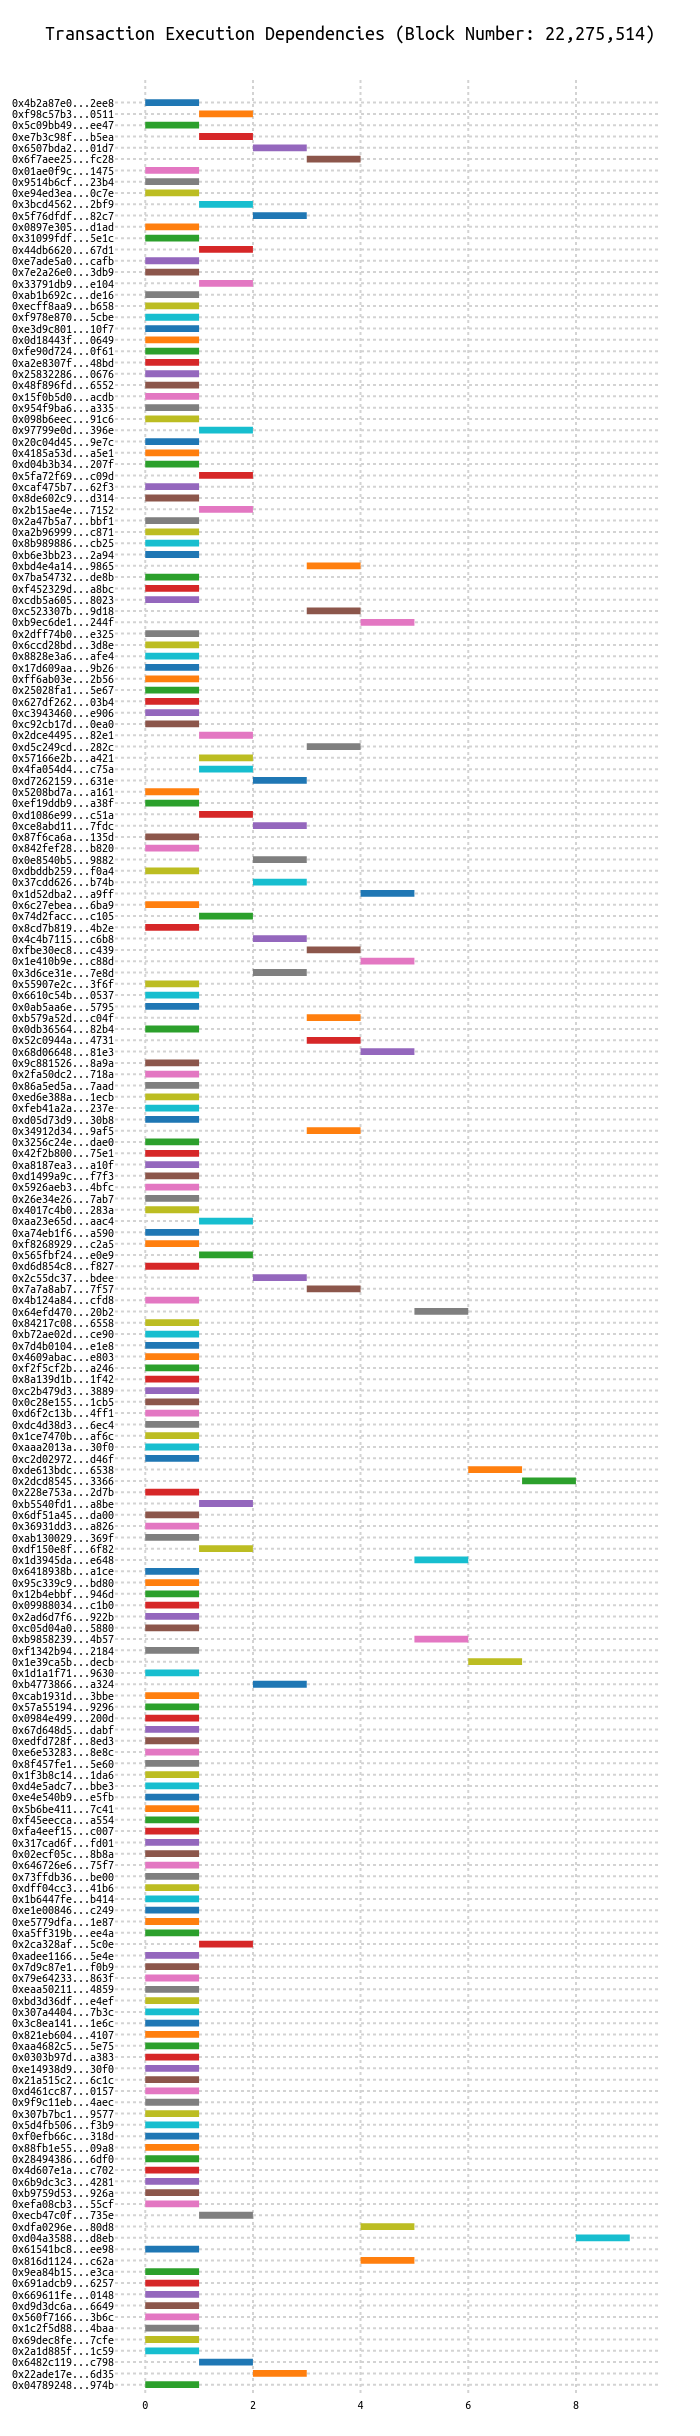 Transaction Execution Dependencies (Block Number: 22,275,514)
0x4b2a87e0...2ee8
0xf98c57b3...0511
0x5c09bb49...ee47
0xe7b3c98f...b5ea
0x6507bda2...01d7
0x6f7aee25...fc28
0x01ae0f9c...1475
0x9514b6cf...23b4
0xe94ed3ea...0c7e
0x3bcd4562...2bf9
0x5f76dfdf...82c7
0x0897e305...d1ad
0x31099fdf...5e1c
0x44db6620...67d1
0xe7ade5a0...cafb
0x7e2a26e0...3db9
0x33791db9...e104
0xab1b692c...de16
0xecff8aa9...b658
0xf978e870...5cbe
0xe3d9c801...10f7
0x0d18443f...0649
0xfe90d724...0f61
0xa2e8307f...48bd
0x25832286...0676
0x48f896fd...6552
0x15f0b5d0...acdb
0x954f9ba6...a335
0x098b6eec...91c6
0x97799e0d...396e
0x20c04d45...9e7c
0x4185a53d...a5e1
0xd04b3b34...207f
0x5fa72f69...c09d
0xcaf475b7...62f3
0x8de602c9...d314
0x2b15ae4e...7152
0x2a47b5a7...bbf1
0xa2b96999...c871
0x8b989886...cb25
0xb6e3bb23...2a94
0xbd4e4a14...9865
0x7ba54732...de8b
0xf452329d...a8bc
0xcdb5a605...8023
0xc523307b...9d18
0xb9ec6de1...244f
0x2dff74b0...e325
0x6ccd28bd...3d8e
0x8828e3a6...afe4
0x17d609aa...9b26
0xff6ab03e...2b56
0x25028fa1...5e67
0x627df262...03b4
0xc3943460...e906
0xc92cb17d...0ea0
0x2dce4495...82e1
0xd5c249cd...282c
0x57166e2b...a421
0x4fa054d4...c75a
0xd7262159...631e
0x5208bd7a...a161
0xef19ddb9...a38f
0xd1086e99...c51a
0xce8abd11...7fdc
0x87f6ca6a...135d
0x842fef28...b820
0x0e8540b5...9882
0xdbddb259...f0a4
0x37cdd626...b74b
0x1d52dba2...a9ff
0x6c27ebea...6ba9
0x74d2facc...c105
0x8cd7b819...4b2e
0x4c4b7115...c6b8
0xfbe30ec8...c439
0x1e410b9e...c88d
0x3d6ce31e...7e8d
0x55907e2c...3f6f
0x6610c54b...0537
0x0ab5aa6e...5795
0xb579a52d...c04f
0x0db36564...82b4
0x52c0944a...4731
0x68d06648...81e3
0x9c881526...8a9a
0x2fa50dc2...718a
0x86a5ed5a...7aad
0xed6e388a...1ecb
0xfeb41a2a...237e
0xd05d73d9...30b8
0x34912d34...9af5
0x3256c24e...dae0
0x42f2b800...75e1
0xa8187ea3...a10f
0xd1499a9c...f7f3
0x5926aeb3...4bfc
0x26e34e26...7ab7
0x4017c4b0...283a
0xaa23e65d...aac4
0xa74eb1f6...a590
0xf8268929...c2a5
0x565fbf24...e0e9
0xd6d854c8...f827
0x2c55dc37...bdee
0x7a7a8ab7...7f57
0x4b124a84...cfd8
0x64efd470...20b2
0x84217c08...6558
0xb72ae02d...ce90
0x7d4b0104...e1e8
0x4609abac...e803
0xf2f5cf2b...a246
0x8a139d1b...1f42
0xc2b479d3...3889
0x0c28e155...1cb5
0xd6f2c13b...4ff1
0xdc4d38d3...6ec4
0x1ce7470b...af6c
0xaaa2013a...30f0
0xc2d02972...d46f
0xde613bdc...6538
0x2dcd8545...3366
0x228e753a...2d7b
0xb5540fd1...a8be
0x6df51a45...da00
0x36931dd3...a826
0xab130029...369f
0xdf150e8f...6f82
0x1d3945da...e648
0x6418938b...a1ce
0x95c339c9...bd80
0x12b4ebbf...946d
0x09988034...c1b0
0x2ad6d7f6...922b
0xc05d04a0...5880
0xb9858239...4b57
0xf1342b94...2184
0x1e39ca5b...decb
0x1d1a1f71...9630
0xb4773866...a324
0xcab1931d...3bbe
0x57a55194...9296
0x0984e499...200d
0x67d648d5...dabf
0xedfd728f...8ed3
0xe6e53283...8e8c
0x8f457fe1...5e60
0x1f3b8c14...1da6
0xd4e5adc7...bbe3
0xe4e540b9...e5fb
0x5b6be411...7c41
0xf45eecca...a554
0xfa4eef15...c007
0x317cad6f...fd01
0x02ecf05c...8b8a
0x646726e6...75f7
0x73ffdb36...be00
0xdff04cc3...41b6
0x1b6447fe...b414
0xe1e00846...c249
0xe5779dfa...1e87
0xa5ff319b...ee4a
0x2ca328af...5c0e
0xadee1166...5e4e
0x7d9c87e1...f0b9
0x79e64233...863f
0xeaa50211...4859
0xbd3d36df...e4ef
0x307a4404...7b3c
0x3c8ea141...1e6c
0x821eb604...4107
0xaa4682c5...5e75
0x0303b97d...a383
0xe14938d9...30f0
0x21a515c2...6c1c
0xd461cc87...0157
0x9f9c11eb...4aec
0x307b7bc1...9577
0x5d4fb506...f3b9
0xf0efb66c...318d
0x88fb1e55...09a8
0x28494386...6df0
0x4d607e1a...c702
0x6b9dc3c3...4281
0xb9759d53...926a
0xefa08cb3...55cf
0xecb47c0f...735e
0xdfa0296e...80d8
0xd04a3588...d8eb
0x61541bc8...ee98
0x816d1124...c62a
0x9ea84b15...e3ca
0x691adcb9...6257
0x669611fe...0148
0xd9d3dc6a...6649
0x560f7166...3b6c
0x1c2f5d88...4baa
0x69dec8fe...7cfe
0x2a1d885f...1c59
0x6482c119...c798
0x22ade17e...6d35
0x04789248...974b
0 2 4 6 8